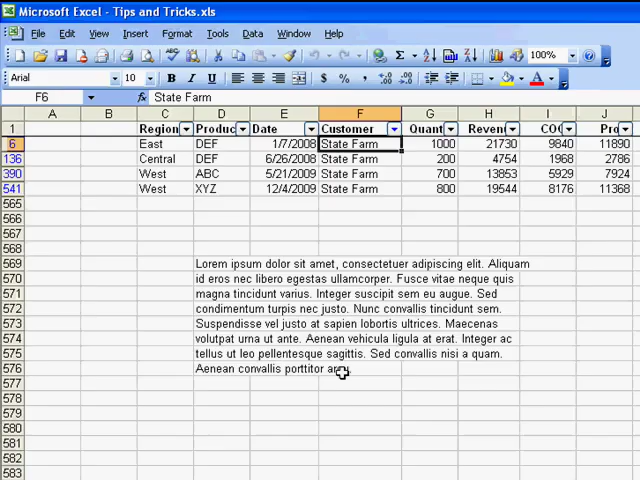 Microsoft Excel - Tips and Tricks.xls
File Edit View Insert Format Tools Data Window Help
100%
Arial 10 B I U $ %
F6 fx State Farm
A B C D E F G H I J
1 Region Produc Date Customer Quant Reven COG Pro
6 East DEF 1/7/2008 State Farm 1000 21730 9840 11890
136 Central DEF 6/26/2008 State Farm 200 4754 1968 2786
390 West ABC 5/21/2009 State Farm 700 13853 5929 7924
541 West XYZ 12/4/2009 State Farm 800 19544 8176 11368
565
566
567
568
569 Lorem ipsum dolor sit amet, consectetuer adipiscing elit. Aliquam
570 id eros nec libero egestas ullamcorper. Fusce vitae neque quis
571 magna tincidunt varius. Integer suscipit sem eu augue. Sed
572 condimentum turpis nec justo. Nunc convallis tincidunt sem.
573 Suspendisse vel justo at sapien lobortis ultrices. Maecenas
574 volutpat urna ut ante. Aenean vehicula ligula at erat. Integer ac
575 tellus ut leo pellentesque sagittis. Sed convallis nisi a quam.
576 Aenean convallis porttitor
577
578
579
580
581
582
583